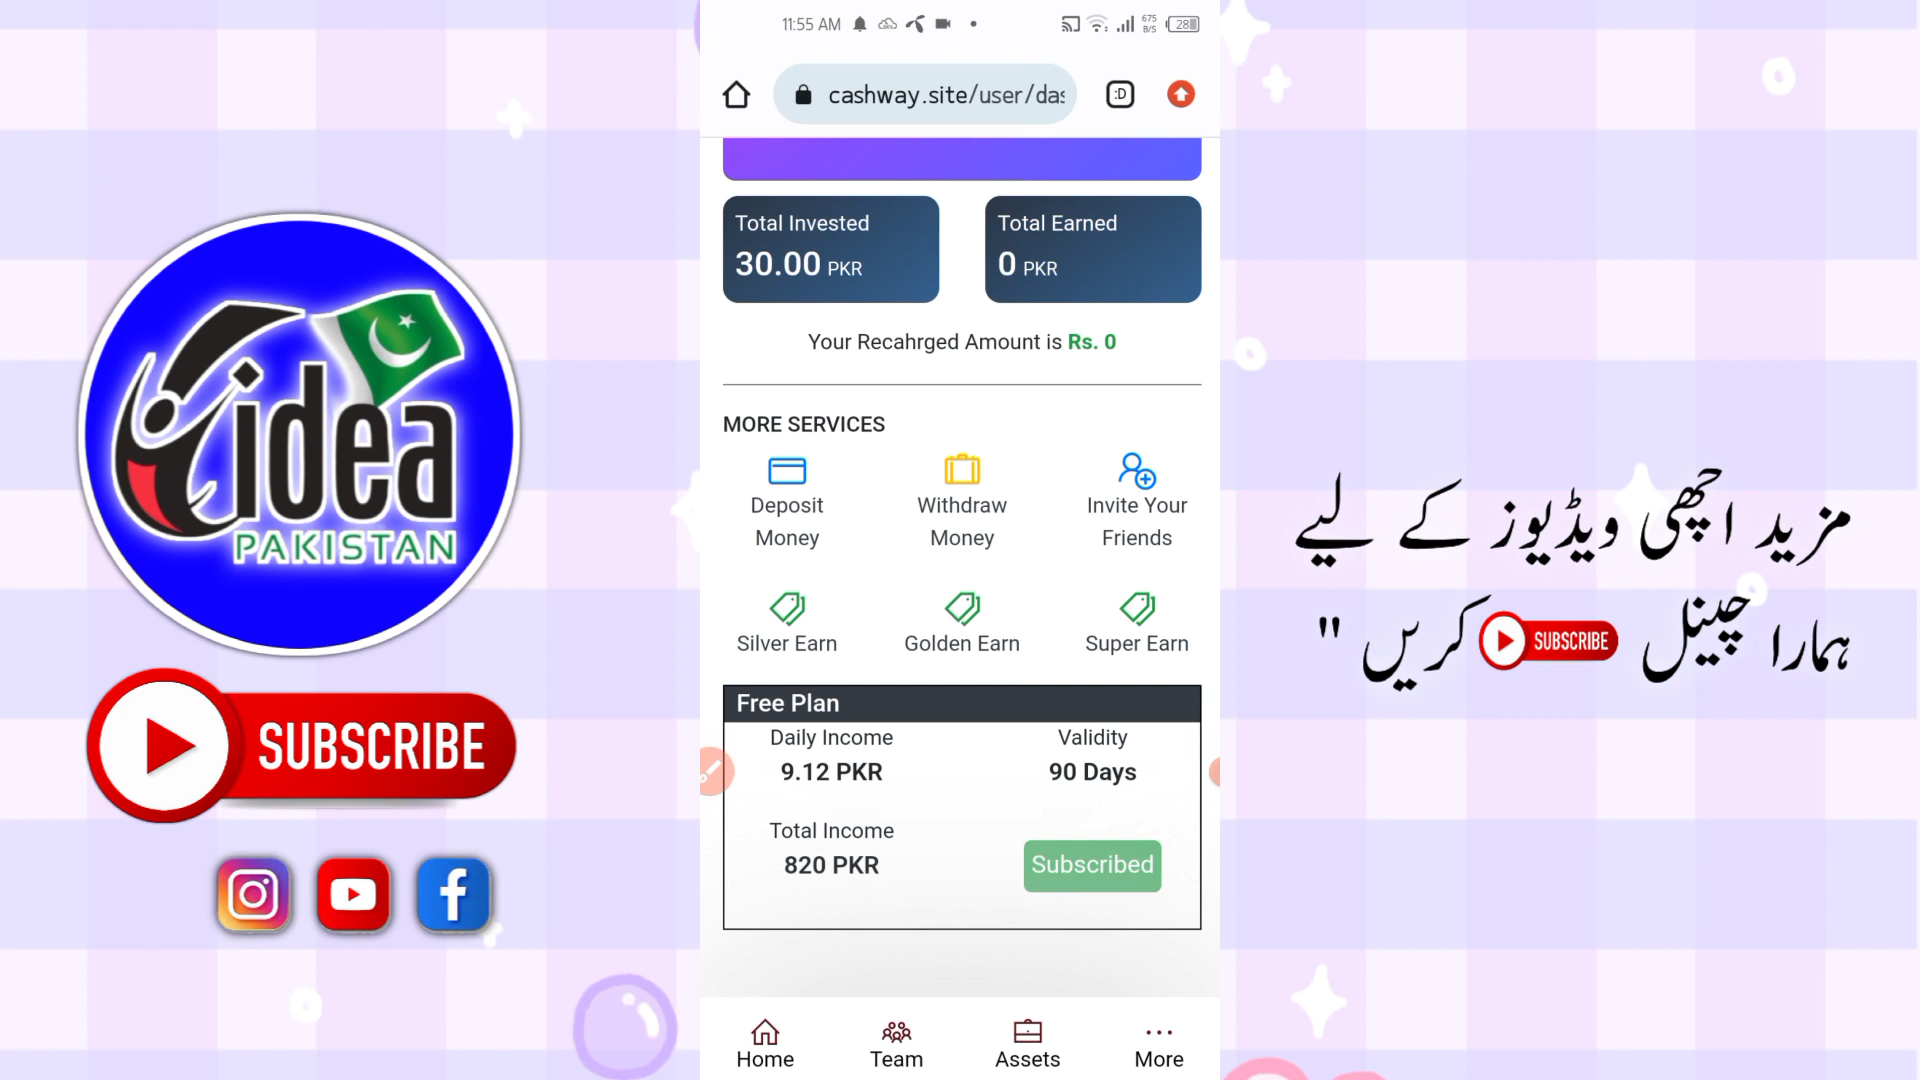 11:55 AM
675 B/S
28
cashway.site/user/das
:D
Total Invested
30.00 PKR
Total Earned
0 PKR
Your Recahrged Amount is Rs. 0
MORE SERVICES
Deposit Money
Withdraw Money
Invite Your Friends
Silver Earn
Golden Earn
Super Earn
Free Plan
Daily Income
9.12 PKR
Validity
90 Days
Total Income
820 PKR
Subscribed
Home
Team
Assets
More
idea
PAKISTAN
SUBSCRIBE
مزید اچھی ویڈیوز کے لیے
ہمارا چینل SUBSCRIBE کریں "